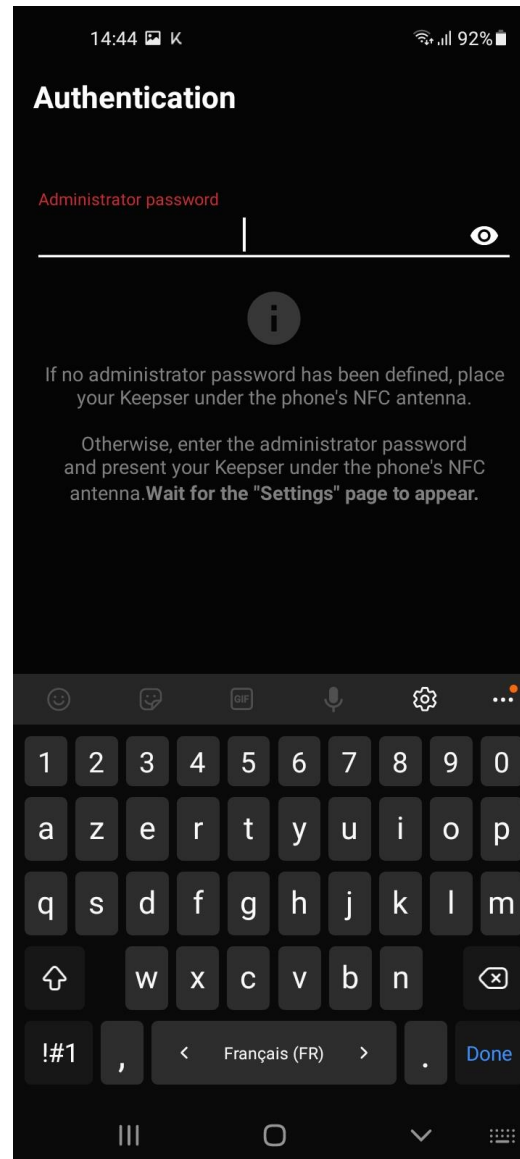 14:44 K 92%
Authentication
Administrator password
If no administrator password has been defined, place
your Keepser under the phone's NFC antenna.
Otherwise, enter the administrator password
and present your Keepser under the phone's NFC
antenna.Wait for the "Settings" page to appear.
GIF
1 2 3 4 5 6 7 8 9 0
a z e r t y u i o p
q s d f g h j k l m
w x c v b n
!#1 , < Français (FR) > . Done